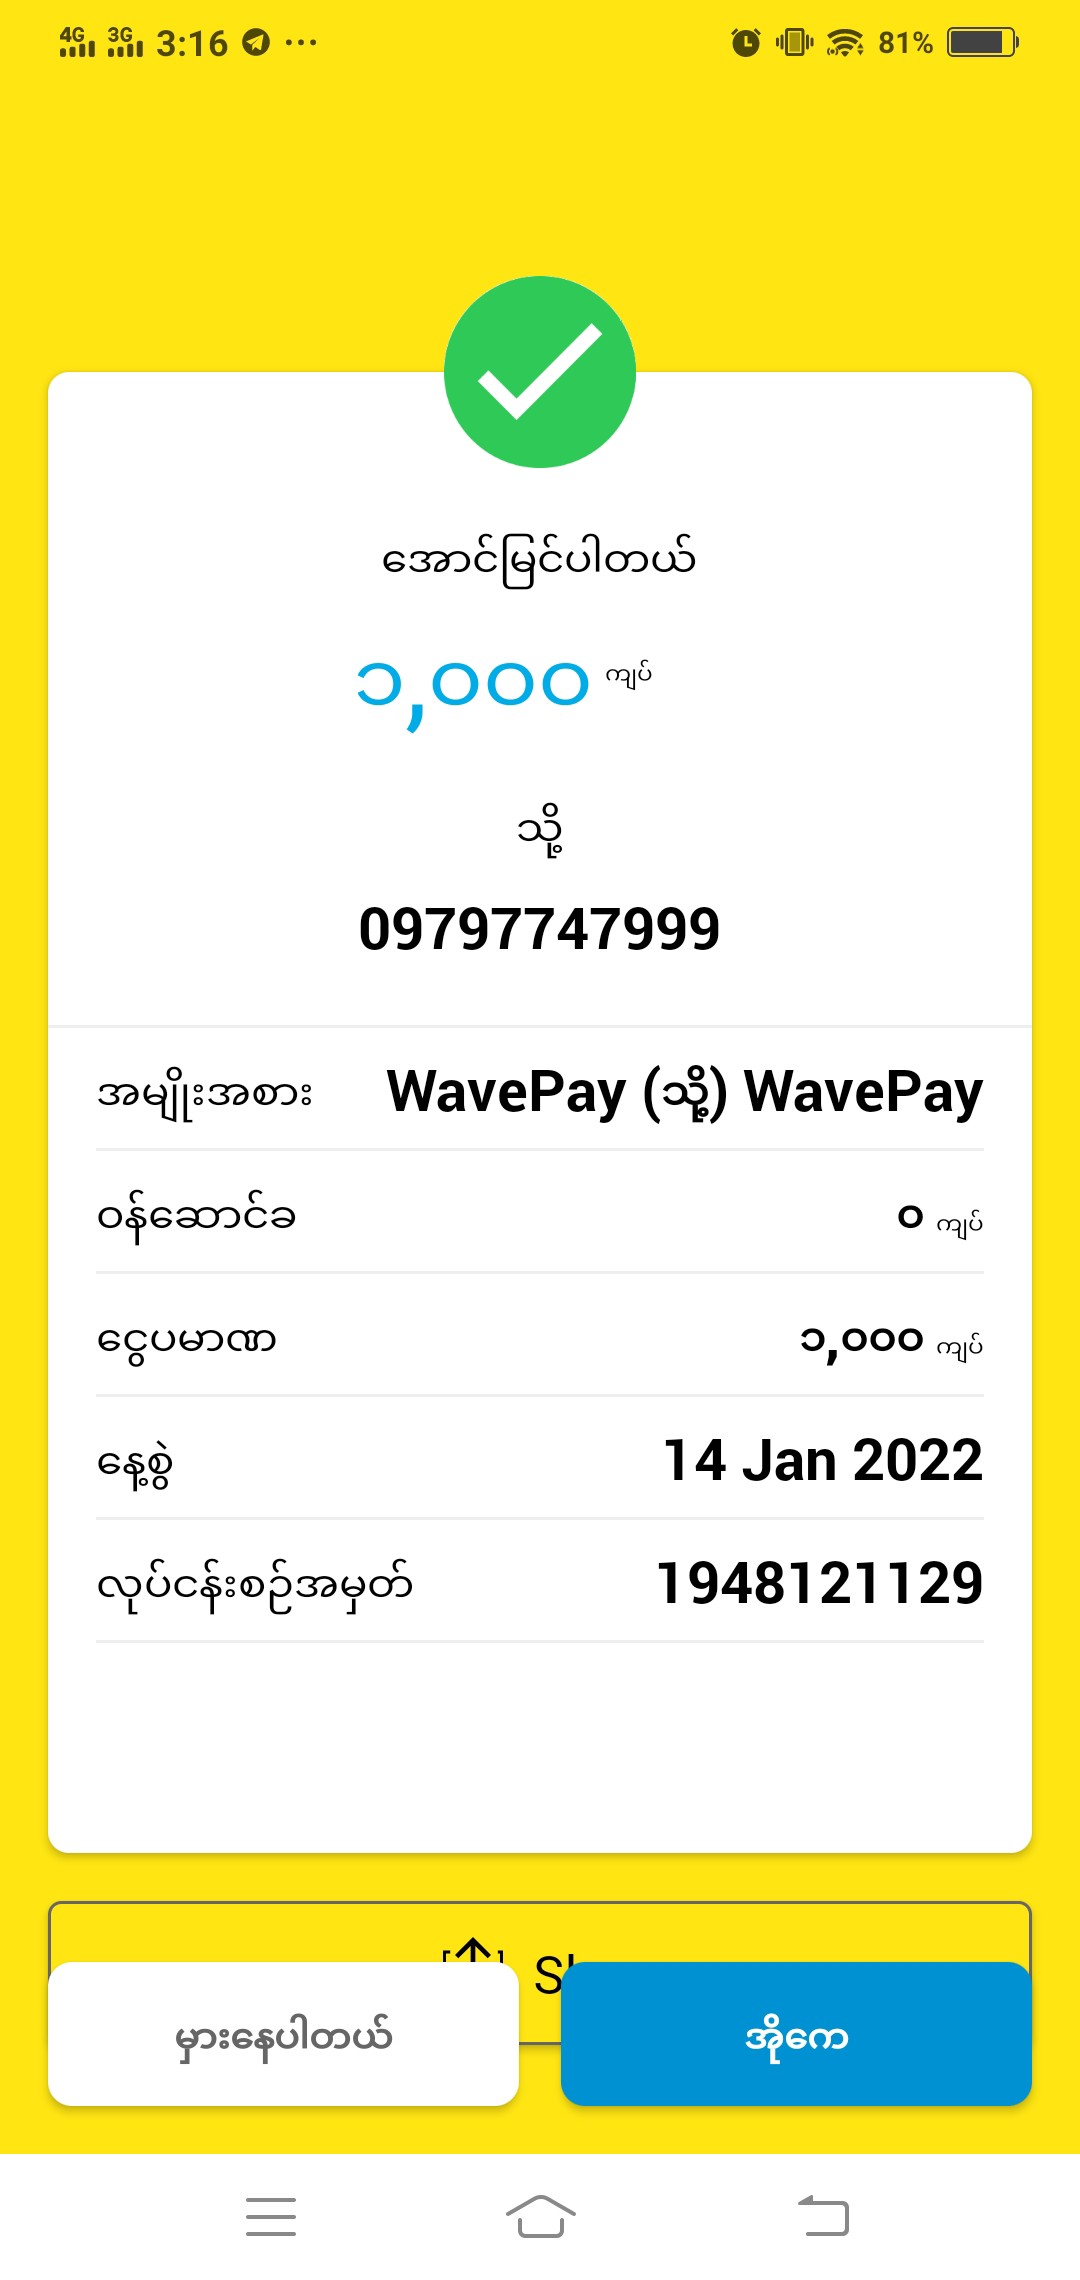 4G 3G 3:16 81%
အောင်မြင်ပါတယ်
၁,၀၀၀ ကျပ်
သို့
09797747999
အမျိုးအစား WavePay (သို့) WavePay
ဝန်ဆောင်ခ ၀ ကျပ်
ငွေပမာဏ ၁,၀၀၀ ကျပ်
နေ့စွဲ 14 Jan 2022
လုပ်ငန်းစဉ်အမှတ် 1948121129
မှားနေပါတယ် အိုကေ